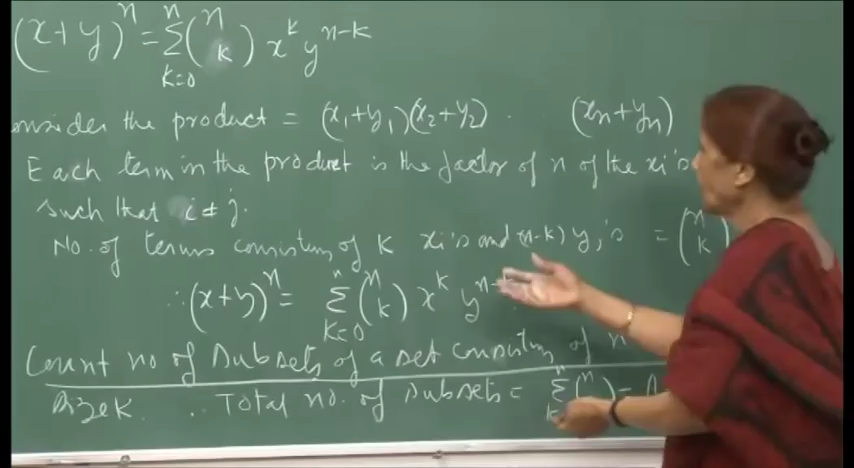 (x+y)^n = Σ_{k=0}^{n} (n k) x^k y^{n-k}
onsider the product = (x1+y1)(x2+y2) . . (xn+yn)
Each term in the product is the factor of n of the xi's
such that i ≠ j.
No. of terms consisting of K xi's and (n-k) yi's = (n k)
∴ (x+y)^n = Σ_{k=0}^{n} (n k) x^k y^{n-
Count no of subsets of a set consisting of n
size K. ∴ Total no. of subsets = Σ (n